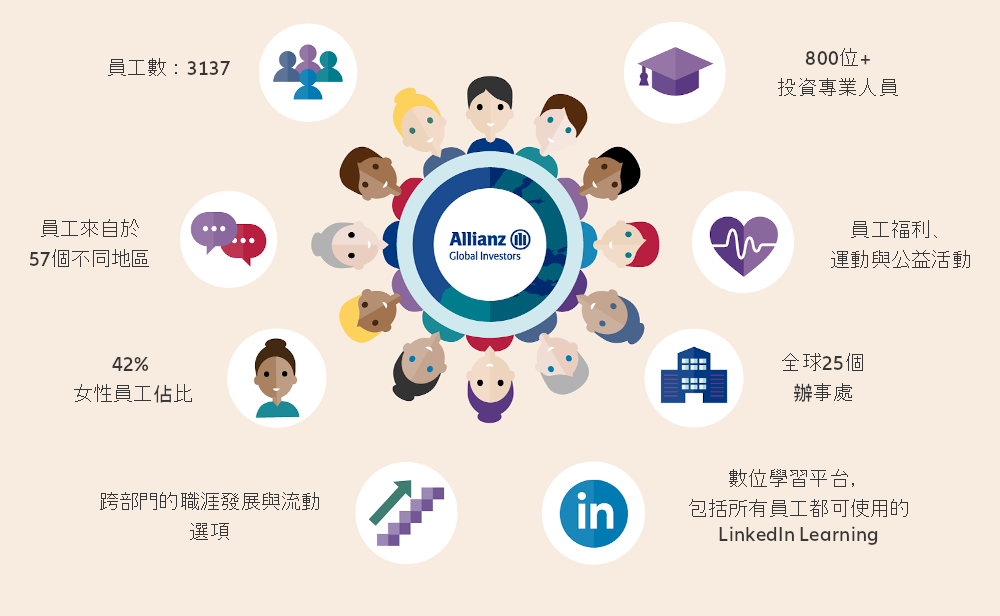 員工數：3137
800位+
投資專業人員
員工來自於
57個不同地區
Allianz
Global Investors
員工福利、
運動與公益活動
42%
女性員工佔比
全球25個
辦事處
跨部門的職涯發展與流動
選項
in
數位學習平台,
包括所有員工都可使用的
LinkedIn Learning